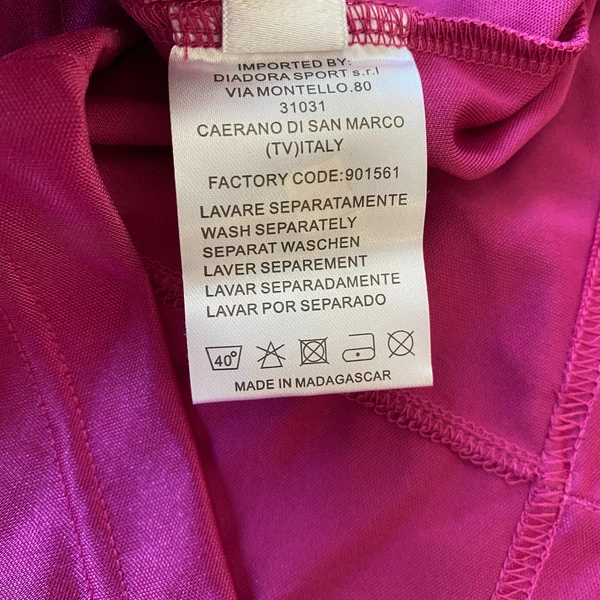 IMPORTED BY:
DIADORA SPORT s.r.l
VIA MONTELLO.80
31031
CAERANO DI SAN MARCO
(TV)ITALY
FACTORY CODE:901561
LAVARE SEPARATAMENTE
WASH SEPARATELY
SEPARAT WASCHEN
LAVER SEPAREMENT
LAVAR SEPARADAMENTE
LAVAR POR SEPARADO
40°
MADE IN MADAGASCAR